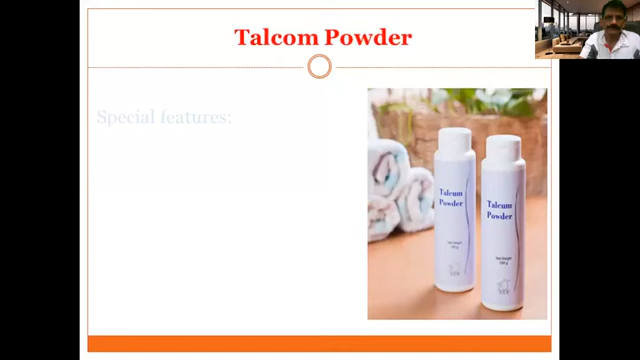 Talcom Powder
Special features:
Talcum
Powder
Talcum
Powder